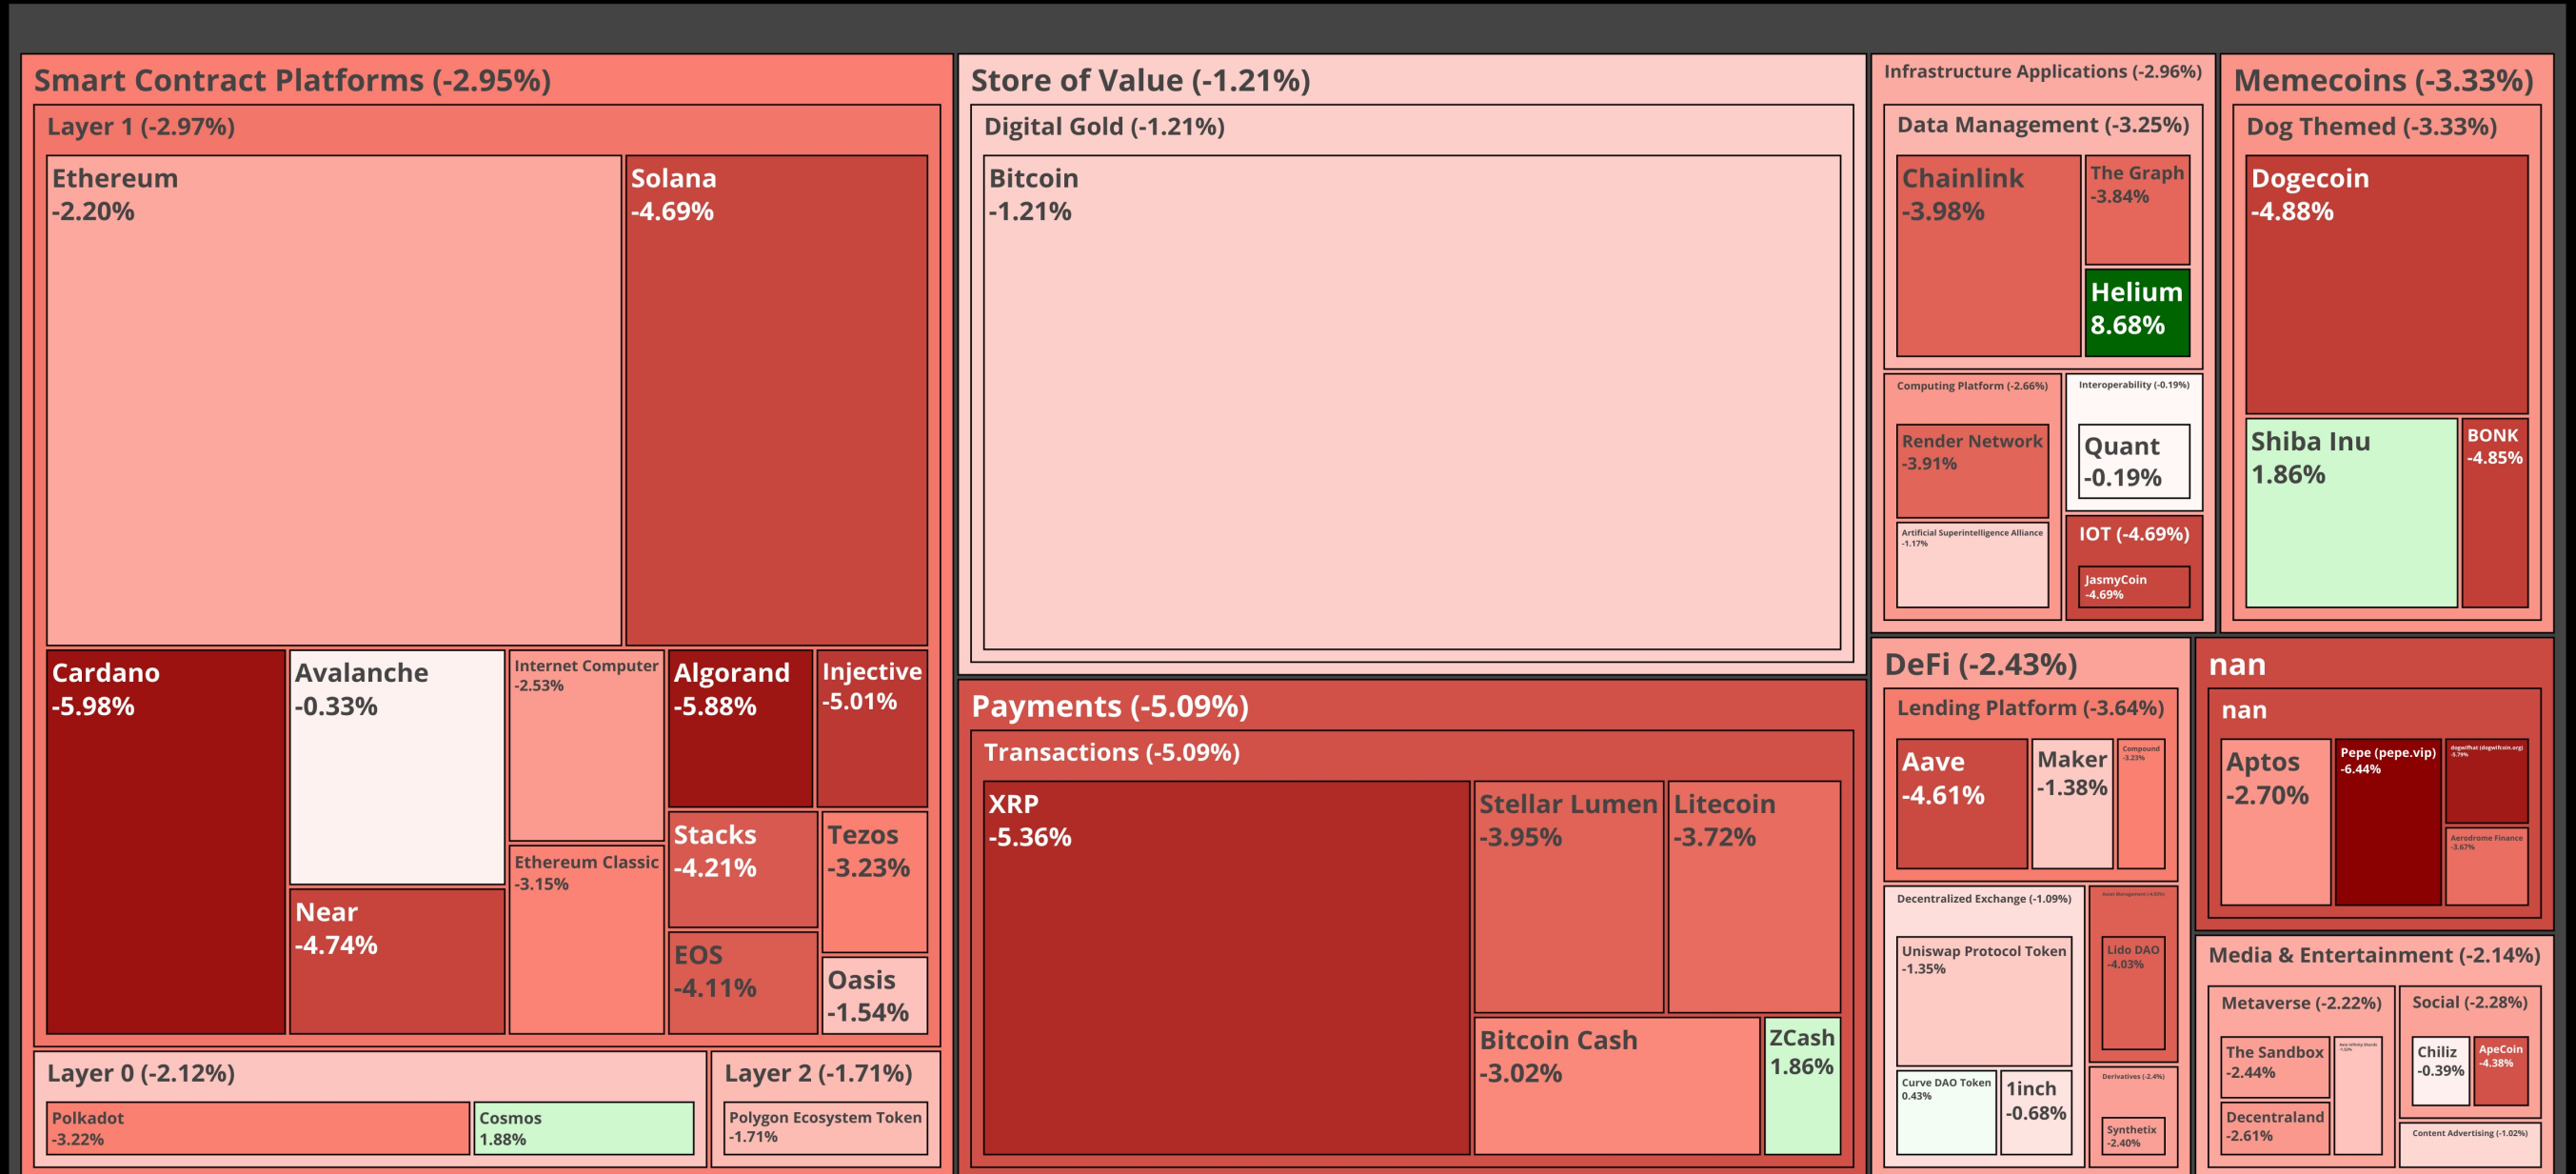 Smart Contract Platforms (-2.95%)
Layer 1 (-2.97%)
Ethereum
-2.20%
Solana
-4.69%
Cardano
-5.98%
Avalanche
-0.33%
Near
-4.74%
Internet Computer
-2.53%
Ethereum Classic
-3.15%
Algorand
-5.88%
Injective
-5.01%
Stacks
-4.21%
Tezos
-3.23%
EOS
-4.11%
Oasis
-1.54%
Layer 0 (-2.12%)
Polkadot
-3.22%
Cosmos
1.88%
Layer 2 (-1.71%)
Polygon Ecosystem Token
-1.71%
Store of Value (-1.21%)
Digital Gold (-1.21%)
Bitcoin
-1.21%
Payments (-5.09%)
Transactions (-5.09%)
XRP
-5.36%
Stellar Lumen
-3.95%
Litecoin
-3.72%
Bitcoin Cash
-3.02%
ZCash
1.86%
Infrastructure Applications (-2.96%)
Data Management (-3.25%)
Chainlink
-3.98%
The Graph
-3.84%
Helium
8.68%
Computing Platform (-2.66%)
Render Network
-3.91%
Artificial Superintelligence Alliance
-1.17%
Interoperability (-0.19%)
Quant
-0.19%
IOT (-4.69%)
JasmyCoin
-4.69%
Memecoins (-3.33%)
Dog Themed (-3.33%)
Dogecoin
-4.88%
Shiba Inu
1.86%
BONK
-4.85%
DeFi (-2.43%)
Lending Platform (-3.64%)
Aave
-4.61%
Maker
-1.38%
Compound
-3.23%
Decentralized Exchange (-1.09%)
Uniswap Protocol Token
-1.35%
Curve DAO Token
0.43%
1inch
-0.68%
Asset Management (-4.03%)
Lido DAO
-4.03%
Derivatives (-2.4%)
Synthetix
-2.40%
nan
nan
Aptos
-2.70%
Pepe (pepe.vip)
-6.44%
dogwifhat (dogwifcoin.org)
-5.79%
Aerodrome Finance
-3.67%
Media & Entertainment (-2.14%)
Metaverse (-2.22%)
The Sandbox
-2.44%
Decentraland
-2.61%
Social (-2.28%)
Chiliz
-0.39%
ApeCoin
-4.38%
Content Advertising (-1.02%)